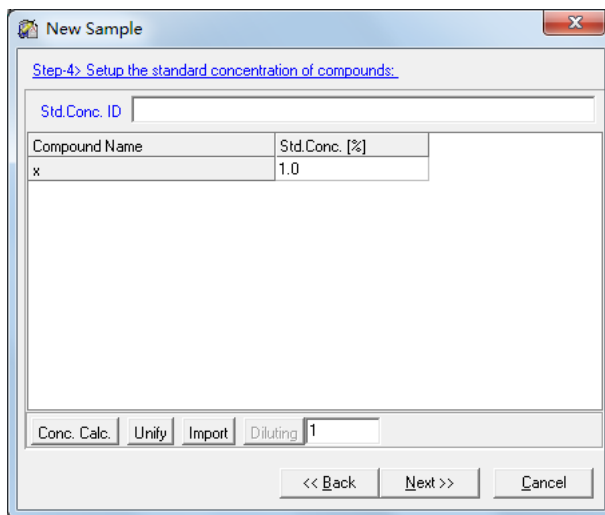 New Sample
Step-4> Setup the standard concentration of compounds:
Std.Conc. ID
Compound Name Std.Conc. [%]
x 1.0
Conc. Calc. Unify Import Diluting 1
<< Back Next >> Cancel